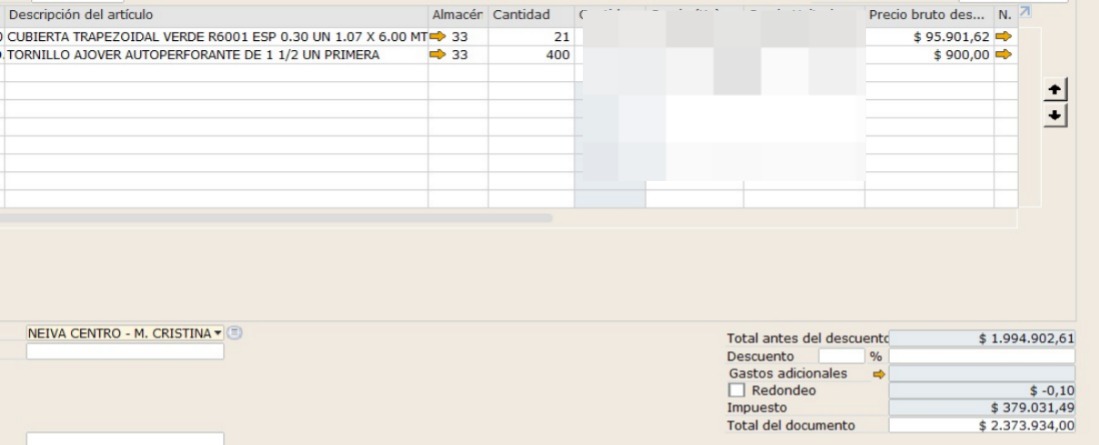 Descripción del artículo Almacén Cantidad Precio bruto des... N.
CUBIERTA TRAPEZOIDAL VERDE R6001 ESP 0.30 UN 1.07 X 6.00 MT 33 21 $ 95.901,62
TORNILLO AJOVER AUTOPERFORANTE DE 1 1/2 UN PRIMERA 33 400 $ 900,00
NEIVA CENTRO - M. CRISTINA
Total antes del descuento $ 1.994.902,61
Descuento %
Gastos adicionales
Redondeo $ -0,10
Impuesto $ 379.031,49
Total del documento $ 2.373.934,00